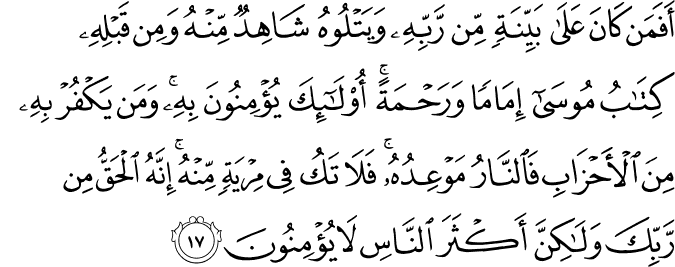 أَفَمَن كَانَ عَلَىٰ بَيِّنَةٍ مِّن رَّبِّهِۦ وَيَتْلُوهُ شَاهِدٌ مِّنْهُ وَمِن قَبْلِهِۦ
كِتَٰبُ مُوسَىٰٓ إِمَامًا وَرَحْمَةً ۚ أُو۟لَٰٓئِكَ يُؤْمِنُونَ بِهِۦ ۚ وَمَن يَكْفُرْ بِهِۦ
مِنَ ٱلْأَحْزَابِ فَٱلنَّارُ مَوْعِدُهُۥ ۚ فَلَا تَكُ فِى مِرْيَةٍ مِّنْهُ ۚ إِنَّهُ ٱلْحَقُّ مِن
رَّبِّكَ وَلَٰكِنَّ أَكْثَرَ ٱلنَّاسِ لَا يُؤْمِنُونَ ١٧